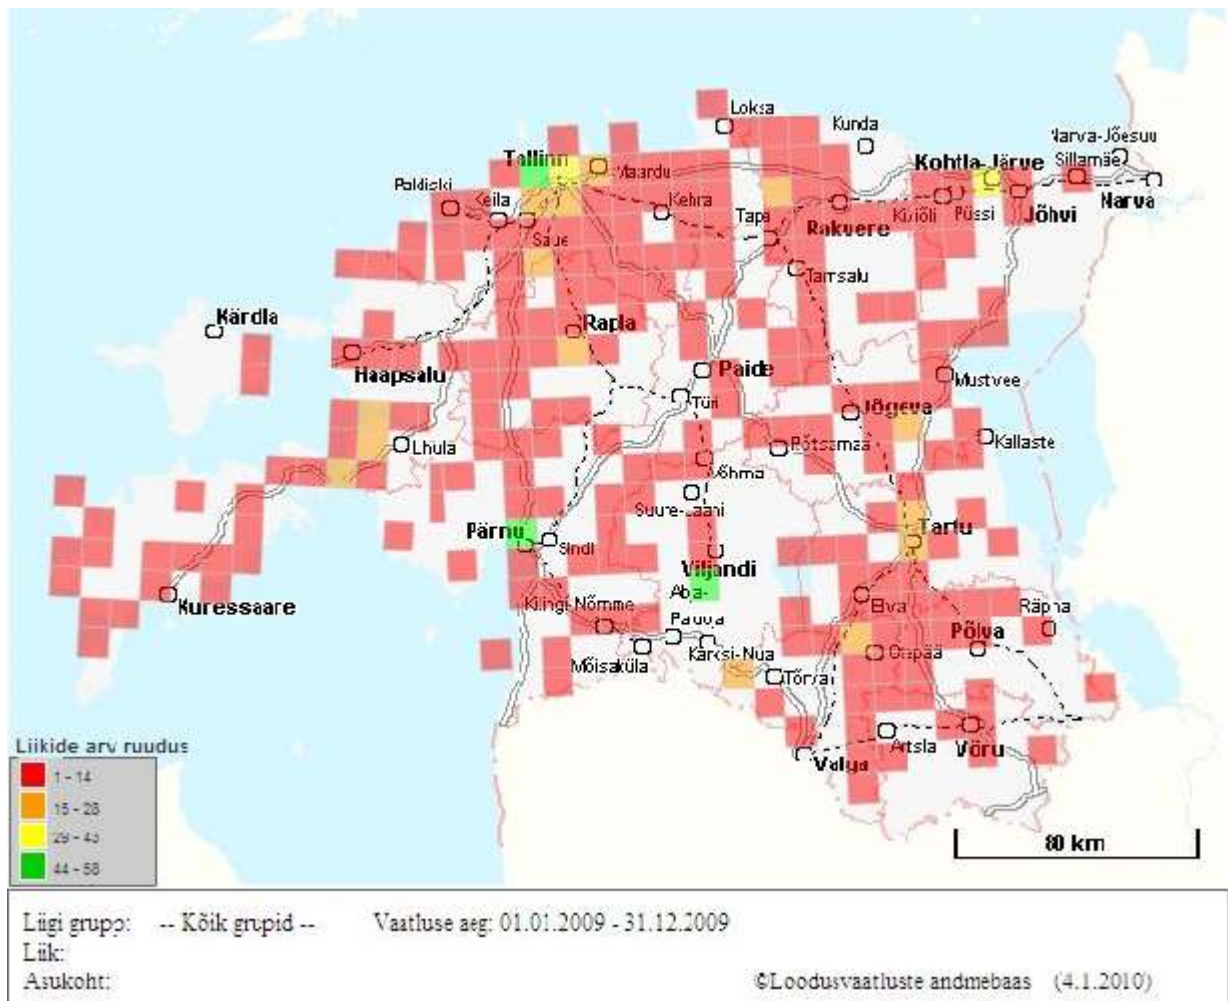 Loksa
Kunda
Narva-Jõesuu
Tallinn
Kohtla-Järve
Sillamäe
Maardu
Paldiski
Keila
Kehra
Narva
Kiviõli
Püssi
Jõhvi
Saue
Tapa
Rakvere
Tamsalu
Kärdla
Rapla
Haapsalu
Paide
Mustvee
Türi
Jõgeva
Lihula
Põltsamaa
Kallaste
Võhma
Suure-Jaani
Pärnu
Sindi
Tartu
Viljandi
Kuressaare
Kilingi-Nõmme
Abja-
Paluoja
Elva
Räpina
Põlva
Mõisaküla
Karksi-Nuia
Otepää
Tõrva
Antsla
Võru
Valga
Liikide arv ruudus
1 - 14
15 - 28
29 - 43
44 - 58
80 km
Liigi grupp: -- Kõik grupid -- Vaatluse aeg: 01.01.2009 - 31.12.2009
Liik:
Asukoht:
©Loodusvaatluste andmebaas (4.1.2010)